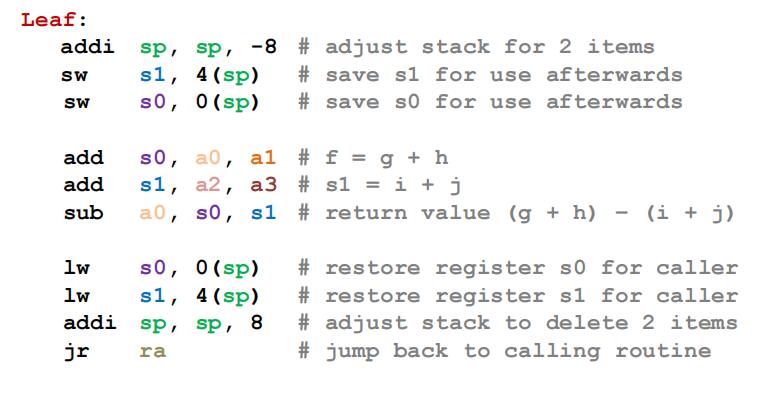 Leaf:
addi sp, sp, -8 # adjust stack for 2 items
sw s1, 4(sp) # save s1 for use afterwards
sw s0, 0(sp) # save s0 for use afterwards
add s0, a0, a1 # f = g + h
add s1, a2, a3 # s1 = i + j
sub a0, s0, s1 # return value (g + h) – (i + j)
lw s0, 0(sp) # restore register s0 for caller
lw s1, 4(sp) # restore register s1 for caller
addi sp, sp, 8 # adjust stack to delete 2 items
jr ra # jump back to calling routine